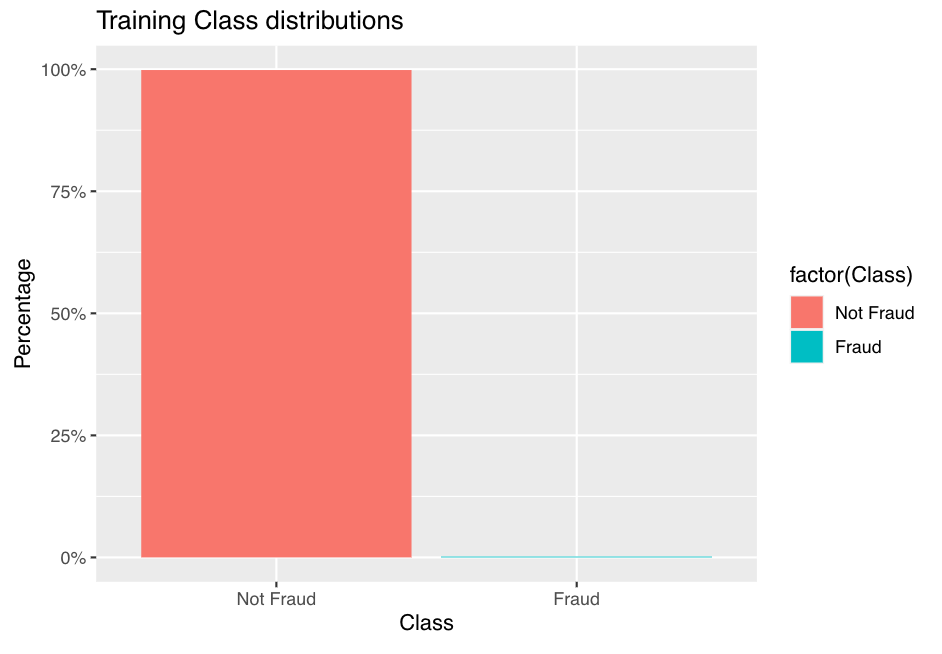 Training Class distributions
Percentage
100%
75%
50%
25%
0%
Not Fraud
Fraud
Class
factor(Class)
Not Fraud
Fraud